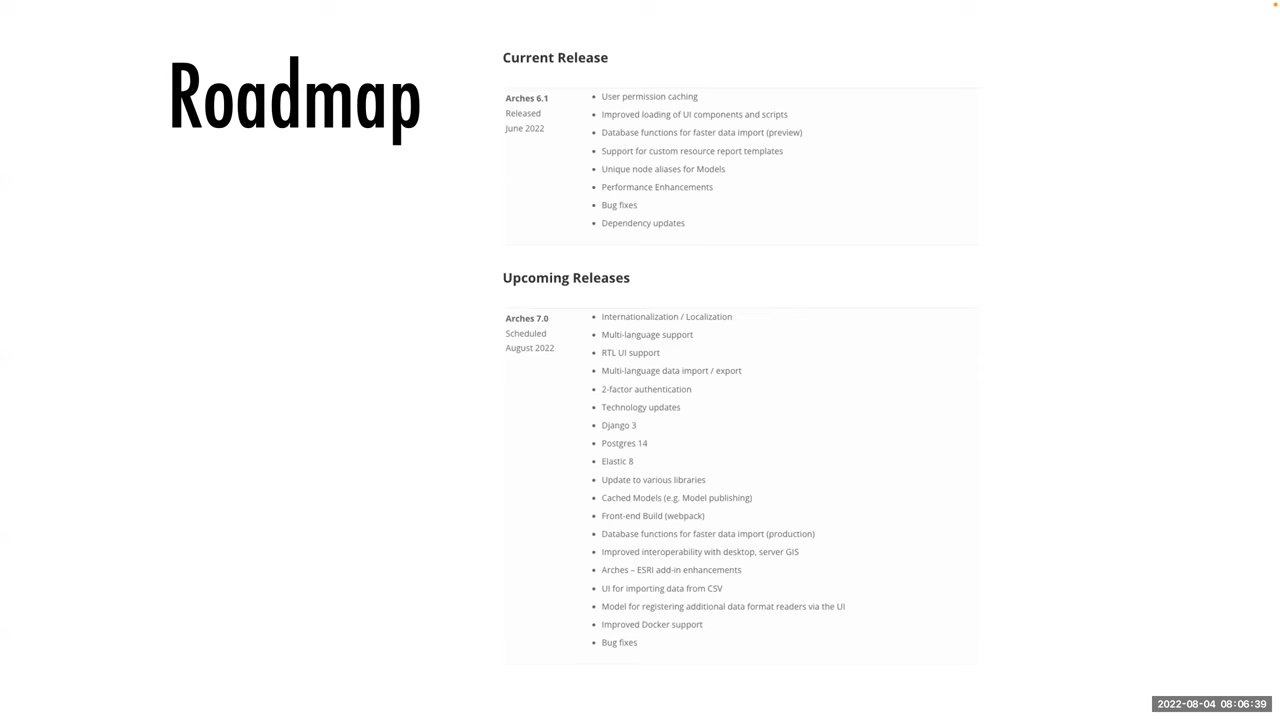 Roadmap
Current Release
Arches 6.1
Released
June 2022
• User permission caching
• Improved loading of UI components and scripts
• Database functions for faster data import (preview)
• Support for custom resource report templates
• Unique node aliases for Models
• Performance Enhancements
• Bug fixes
• Dependency updates
Upcoming Releases
Arches 7.0
Scheduled
August 2022
• Internationalization / Localization
• Multi-language support
• RTL UI support
• Multi-language data import / export
• 2-factor authentication
• Technology updates
• Django 3
• Postgres 14
• Elastic 8
• Update to various libraries
• Cached Models (e.g. Model publishing)
• Front-end Build (webpack)
• Database functions for faster data import (production)
• Improved interoperability with desktop, server GIS
• Arches – ESRI add-in enhancements
• UI for importing data from CSV
• Model for registering additional data format readers via the UI
• Improved Docker support
• Bug fixes
2022-08-04 08:06:39